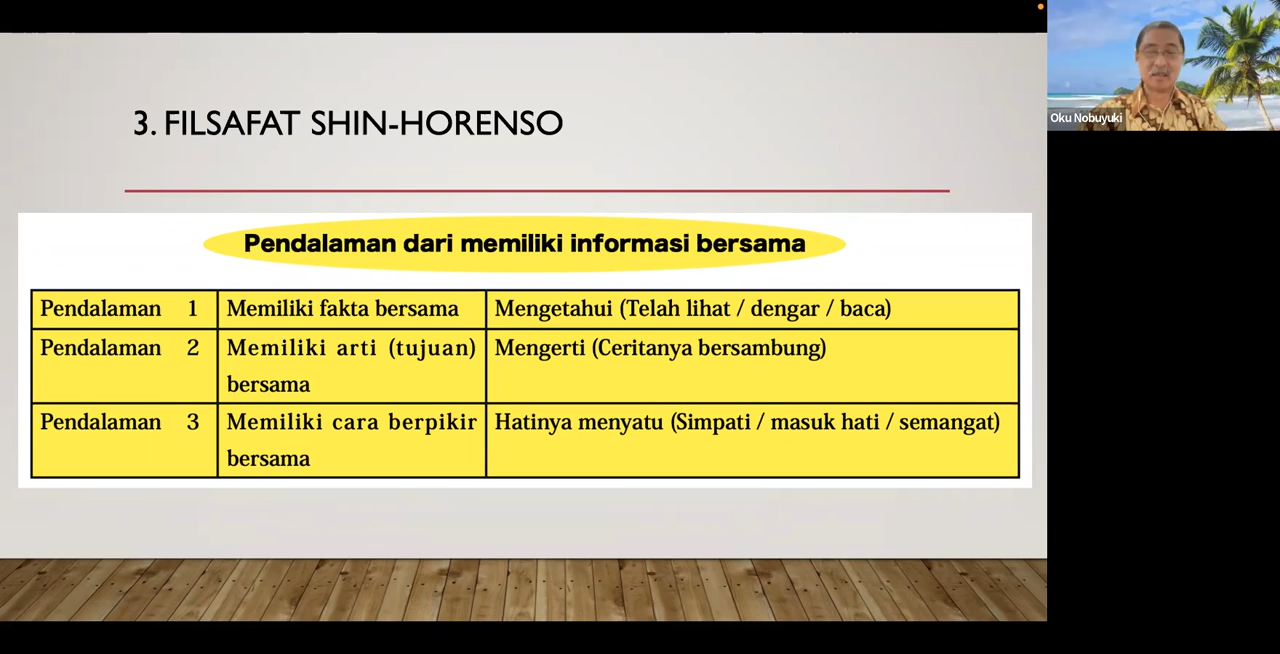 3. FILSAFAT SHIN-HORENSO
Pendalaman dari memiliki informasi bersama
Pendalaman 1 Memiliki fakta bersama Mengetahui (Telah lihat / dengar / baca)
Pendalaman 2 Memiliki arti (tujuan) bersama Mengerti (Ceritanya bersambung)
Pendalaman 3 Memiliki cara berpikir bersama Hatinya menyatu (Simpati / masuk hati / semangat)
Oku Nobuyuki